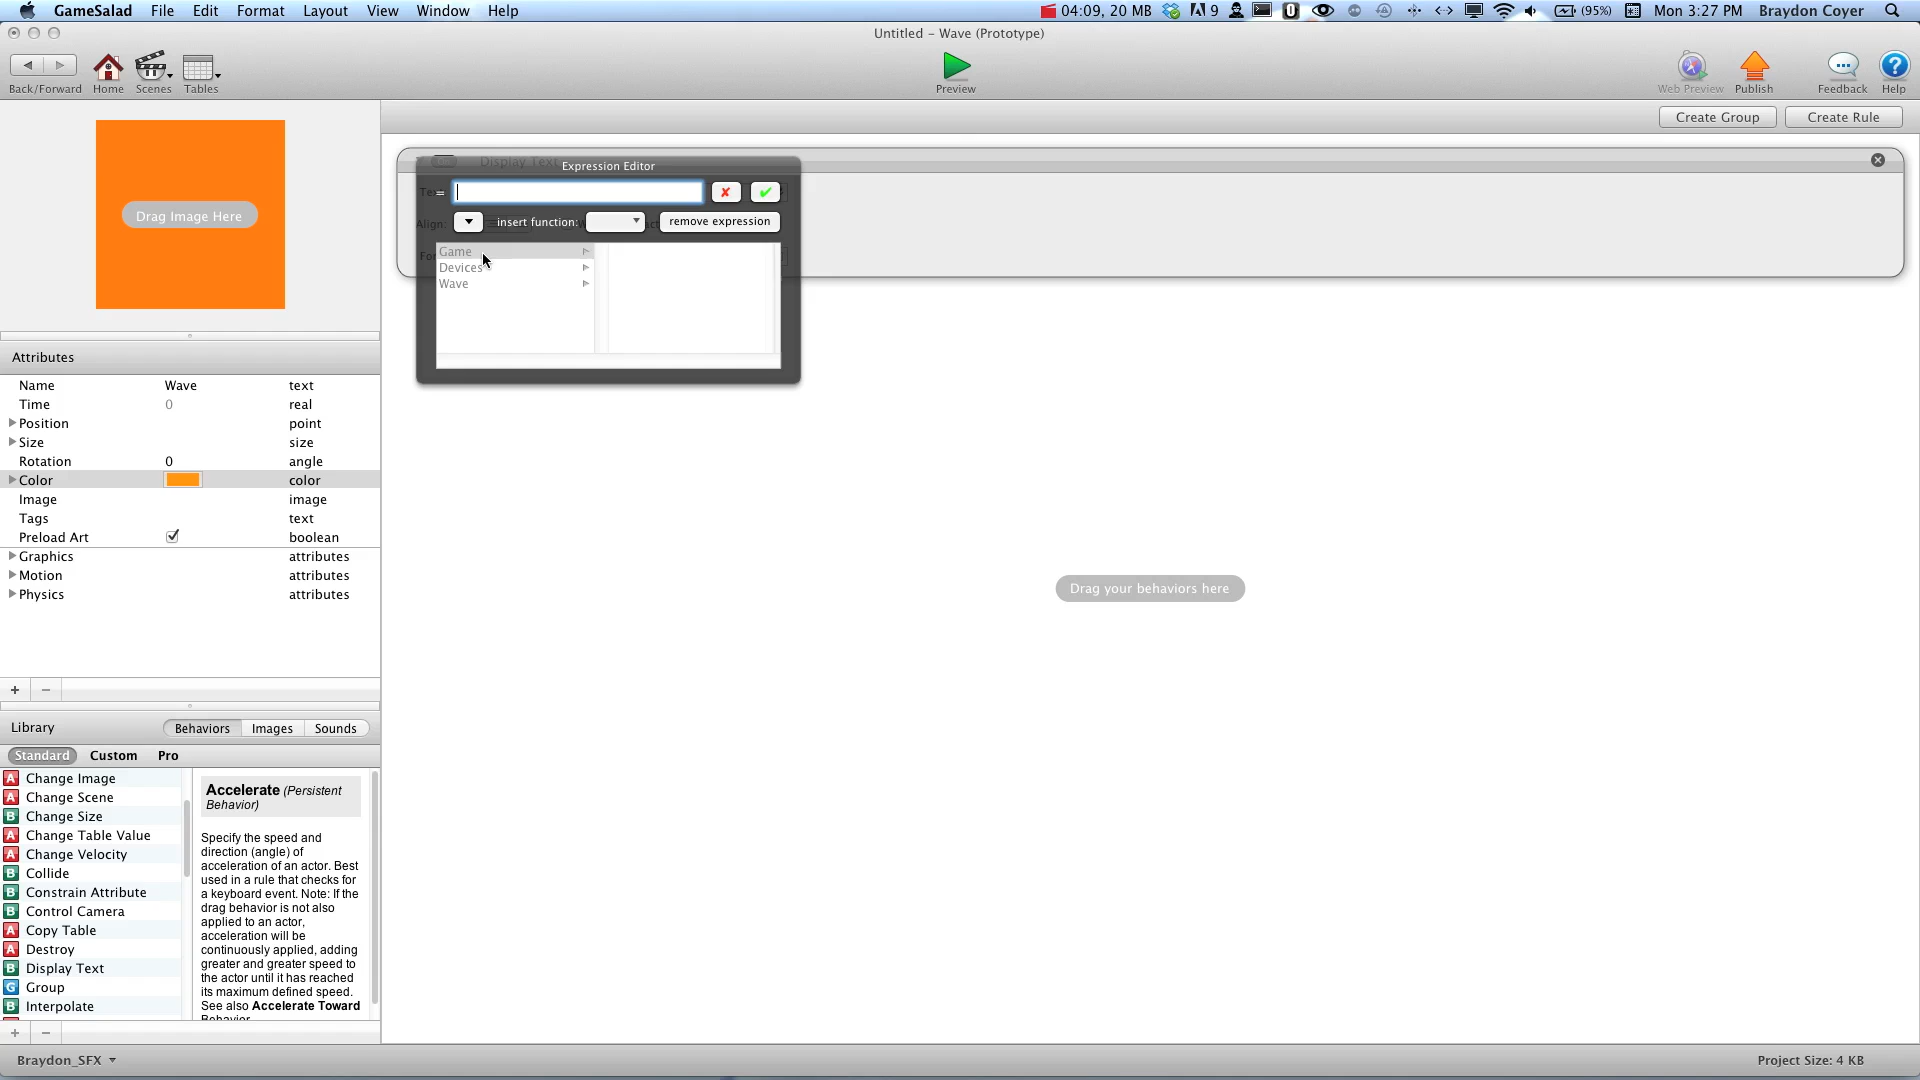 GameSalad File Edit Format Layout View Window Help 04:09, 20 MB 9 (95%) Mon 3:27 PM Braydon Coyer
Untitled – Wave (Prototype)
Back/Forward Home Scenes Tables Preview Web Preview Publish Feedback Help
Create Group Create Rule
Drag Image Here
Display Text
Expression Editor
=
Align:
insert function: remove expression
Game
Devices
Wave
Attributes
Name Wave text
Time 0 real
Position point
Size size
Rotation 0 angle
Color color
Image image
Tags text
Preload Art boolean
Graphics attributes
Motion attributes
Physics attributes
Drag your behaviors here
+ −
Library Behaviors Images Sounds
Standard Custom Pro
A Change Image
A Change Scene
B Change Size
A Change Table Value
A Change Velocity
B Collide
B Constrain Attribute
B Control Camera
A Copy Table
A Destroy
B Display Text
G Group
B Interpolate
Accelerate (Persistent
Behavior)
Specify the speed and
direction (angle) of
acceleration of an actor. Best
used in a rule that checks for
a keyboard event. Note: If the
drag behavior is not also
applied to an actor,
acceleration will be
continuously applied, adding
greater and greater speed to
the actor until it has reached
its maximum defined speed.
See also Accelerate Toward
Behavior
+ −
Braydon_SFX Project Size: 4 KB